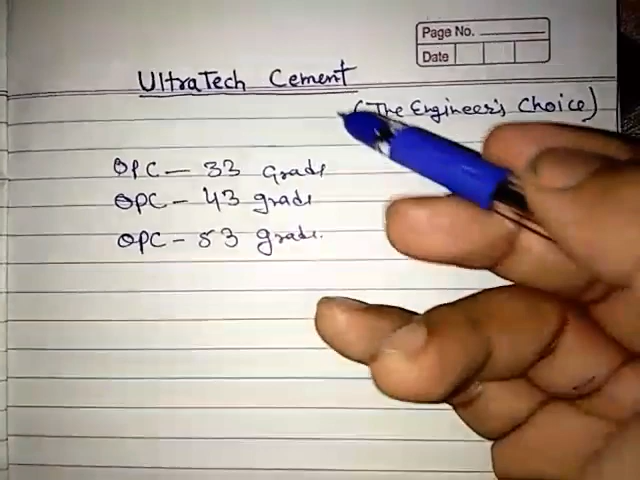 Page No.
Date
UltraTech Cement
(The Engineer's Choice)
OPC - 33 Grade
OPC - 43 grade
OPC - 53 grade.